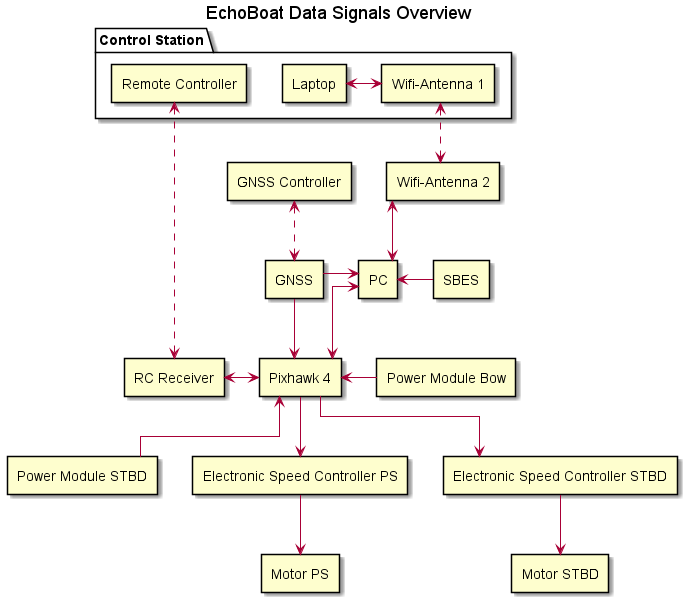 EchoBoat Data Signals Overview
Control Station
Remote Controller
Laptop
Wifi-Antenna 1
GNSS Controller
Wifi-Antenna 2
GNSS
PC
SBES
RC Receiver
Pixhawk 4
Power Module Bow
Power Module STBD
Electronic Speed Controller PS
Electronic Speed Controller STBD
Motor PS
Motor STBD